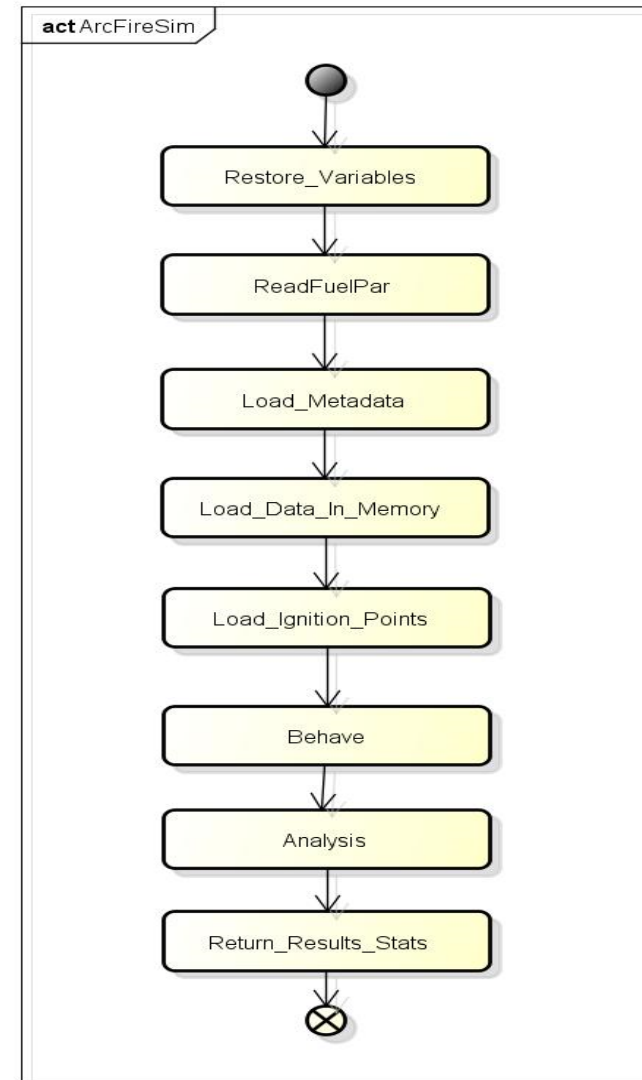 act ArcFireSim
Restore_Variables
ReadFuelPar
Load_Metadata
Load_Data_In_Memory
Load_Ignition_Points
Behave
Analysis
Return_Results_Stats